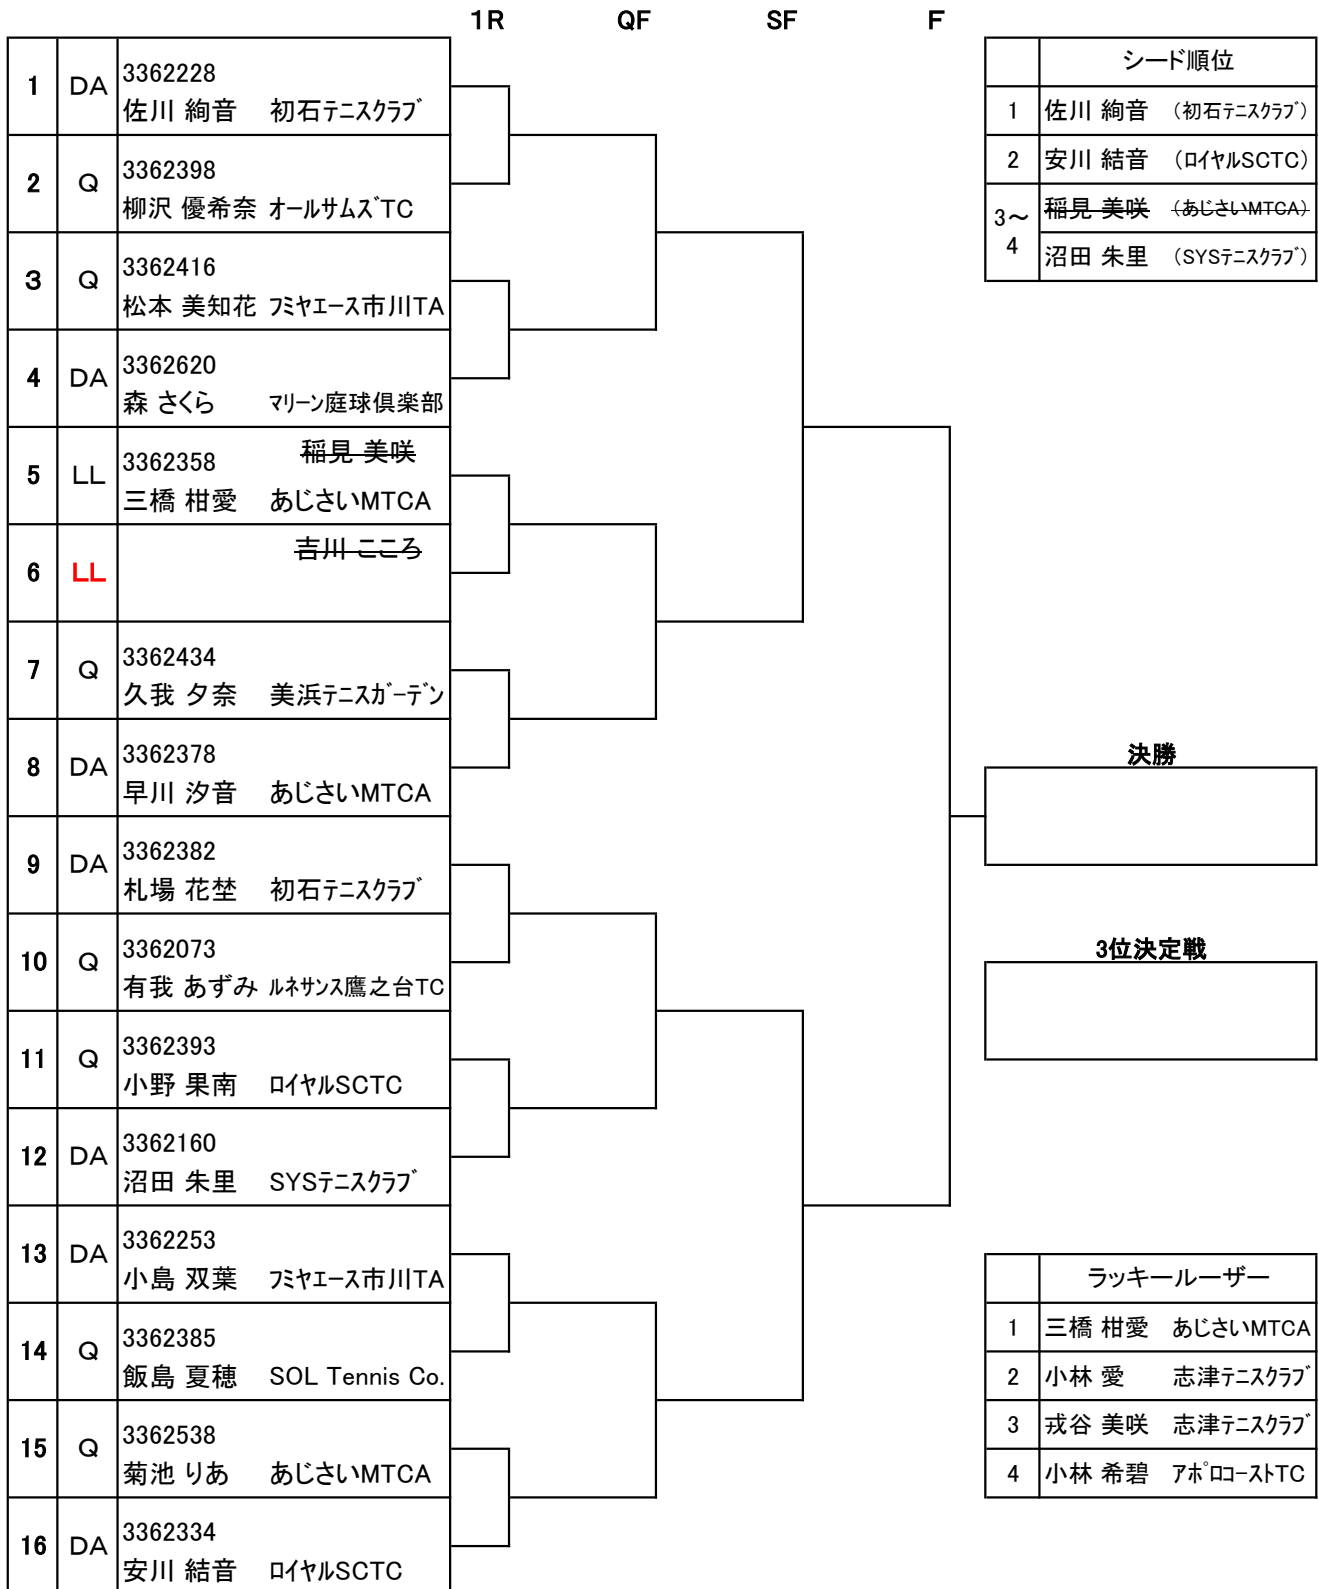 1R QF SF F
1 DA 3362228
佐川 絢音 初石テニスクラブ
2 Q 3362398
柳沢 優希奈 オールサムズTC
3 Q 3362416
松本 美知花 フミヤエース市川TA
4 DA 3362620
森 さくら マリーン庭球倶楽部
稲見 美咲
5 LL 3362358
三橋 柑愛 あじさいMTCA
吉川 こころ
6 LL
7 Q 3362434
久我 夕奈 美浜テニスガーデン
8 DA 3362378
早川 汐音 あじさいMTCA
9 DA 3362382
札場 花埜 初石テニスクラブ
10 Q 3362073
有我 あずみ ルネサンス鷹之台TC
11 Q 3362393
小野 果南 ロイヤルSCTC
12 DA 3362160
沼田 朱里 SYSテニスクラブ
13 DA 3362253
小島 双葉 フミヤエース市川TA
14 Q 3362385
飯島 夏穂 SOL Tennis Co.
15 Q 3362538
菊池 りあ あじさいMTCA
16 DA 3362334
安川 結音 ロイヤルSCTC
シード順位
1 佐川 絢音 (初石テニスクラブ)
2 安川 結音 (ロイヤルSCTC)
3~4 稲見 美咲 (あじさいMTCA)
沼田 朱里 (SYSテニスクラブ)
決勝
3位決定戦
ラッキールーザー
1 三橋 柑愛 あじさいMTCA
2 小林 愛 志津テニスクラブ
3 戎谷 美咲 志津テニスクラブ
4 小林 希碧 アポロコーストTC